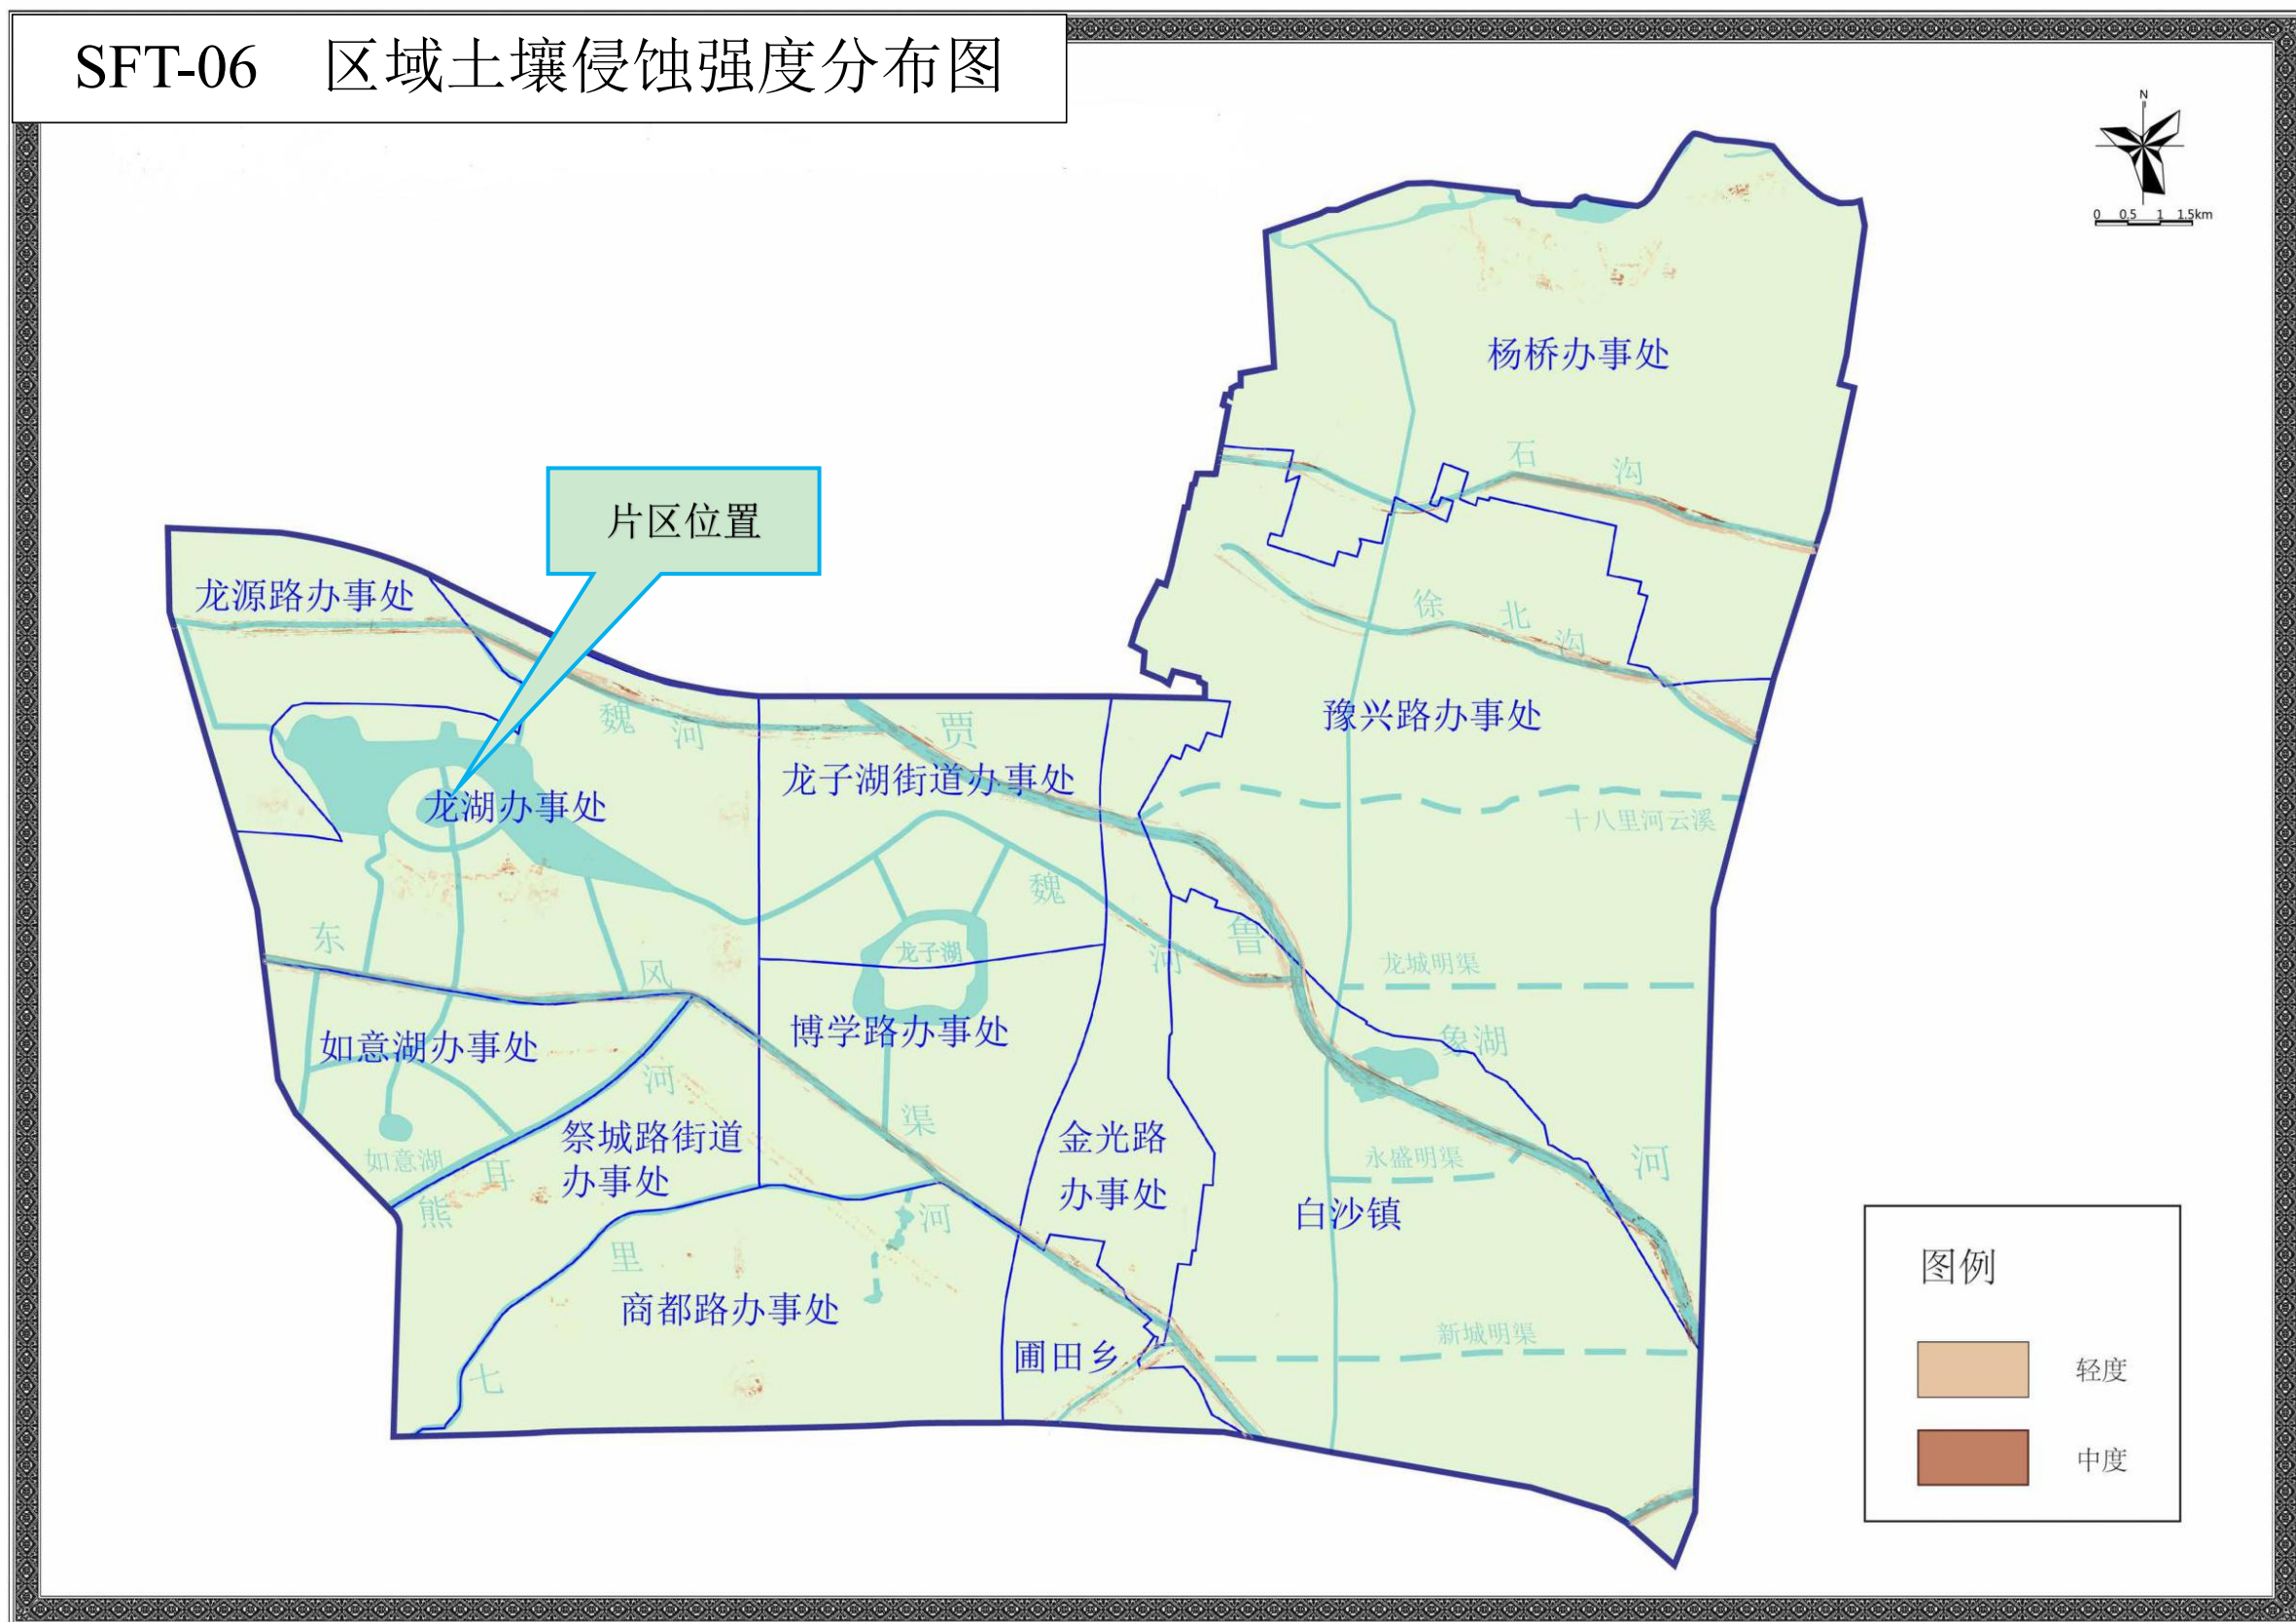 SFT-06 区域土壤侵蚀强度分布图
N
0 0.5 1 1.5km
杨桥办事处
石 沟
片区位置
龙源路办事处
徐 北 沟
魏 河
贾
豫兴路办事处
龙子湖街道办事处
龙湖办事处
十八里河云溪
魏
河
鲁
东
风
龙子湖
龙城明渠
博学路办事处
如意湖办事处
象湖
河
渠
祭城路街道
办事处
金光路
办事处
如意湖
耳
熊
永盛明渠
河
白沙镇
河
里
商都路办事处
圃田乡
新城明渠
七
图例
轻度
中度